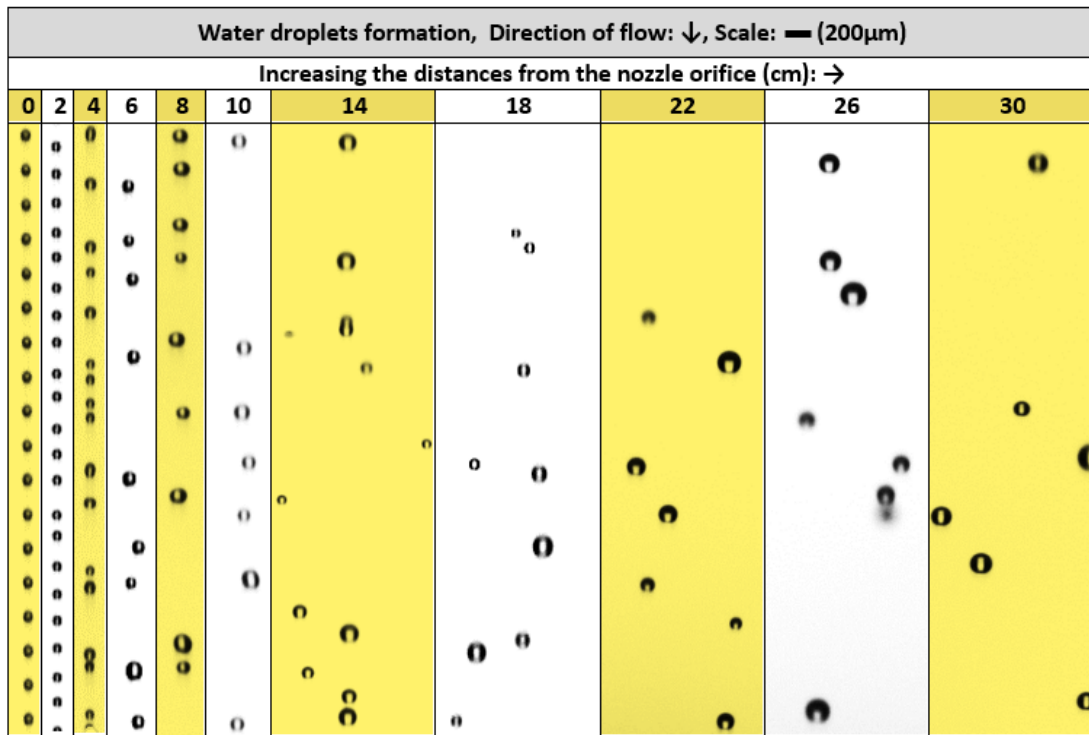 Water droplets formation, Direction of flow: ↓, Scale: ▬ (200µm)
Increasing the distances from the nozzle orifice (cm): →
0 2 4 6 8 10 14 18 22 26 30